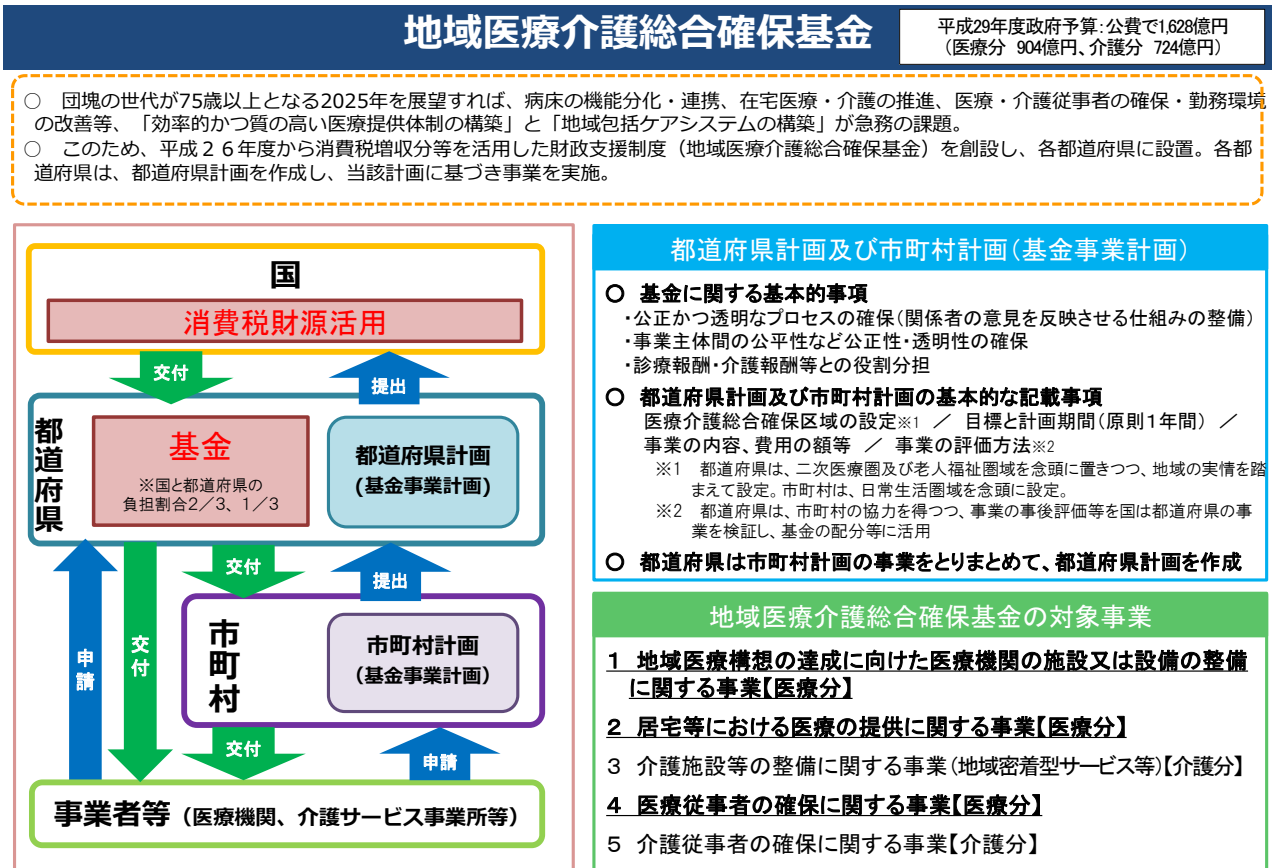 地域医療介護総合確保基金
平成29年度政府予算:公費で1,628億円
(医療分 904億円、介護分 724億円)
○ 団塊の世代が75歳以上となる2025年を展望すれば、病床の機能分化・連携、在宅医療・介護の推進、医療・介護従事者の確保・勤務環境
の改善等、「効率的かつ質の高い医療提供体制の構築」と「地域包括ケアシステムの構築」が急務の課題。
○ このため、平成26年度から消費税増収分等を活用した財政支援制度(地域医療介護総合確保基金)を創設し、各都道府県に設置。各都
道府県は、都道府県計画を作成し、当該計画に基づき事業を実施。
国
消費税財源活用
交付
提出
都道府県
基金
※国と都道府県の
負担割合2/3、1/3
都道府県計画
(基金事業計画)
申請
交付
交付
提出
市町村
市町村計画
(基金事業計画)
交付
申請
事業者等(医療機関、介護サービス事業所等)
都道府県計画及び市町村計画(基金事業計画)
○ 基金に関する基本的事項
・公正かつ透明なプロセスの確保(関係者の意見を反映させる仕組みの整備)
・事業主体間の公平性など公正性・透明性の確保
・診療報酬・介護報酬等との役割分担
○ 都道府県計画及び市町村計画の基本的な記載事項
医療介護総合確保区域の設定※1 / 目標と計画期間(原則1年間) /
事業の内容、費用の額等 / 事業の評価方法※2
※1 都道府県は、二次医療圏及び老人福祉圏域を念頭に置きつつ、地域の実情を踏
まえて設定。市町村は、日常生活圏域を念頭に設定。
※2 都道府県は、市町村の協力を得つつ、事業の事後評価等を国は都道府県の事
業を検証し、基金の配分等に活用
○ 都道府県は市町村計画の事業をとりまとめて、都道府県計画を作成
地域医療介護総合確保基金の対象事業
1 地域医療構想の達成に向けた医療機関の施設又は設備の整備
に関する事業【医療分】
2 居宅等における医療の提供に関する事業【医療分】
3 介護施設等の整備に関する事業(地域密着型サービス等)【介護分】
4 医療従事者の確保に関する事業【医療分】
5 介護従事者の確保に関する事業【介護分】